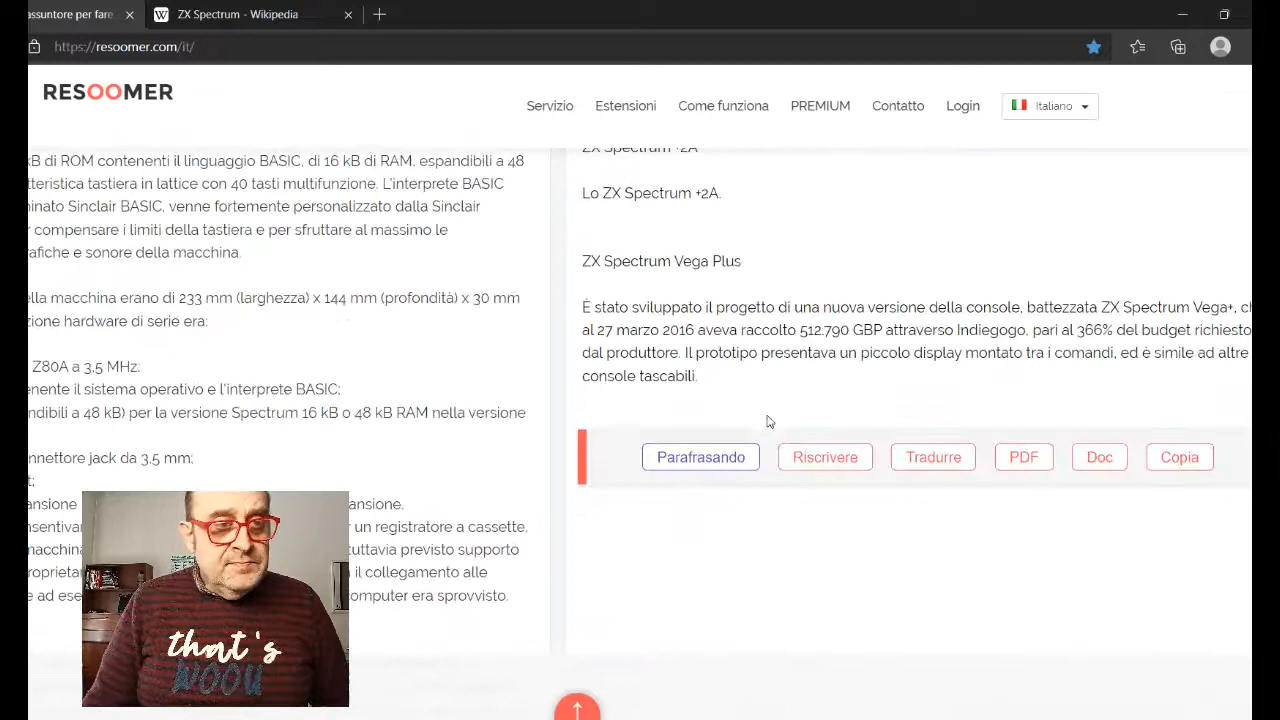 assuntore per fare
ZX Spectrum - Wikipedia
https://resoomer.com/it/
RESOOMER
Servizio
Estensioni
Come funziona
PREMIUM
Contatto
Login
Italiano
kB di ROM contenenti il linguaggio BASIC, di 16 kB di RAM, espandibili a 48
tteristica tastiera in lattice con 40 tasti multifunzione. L'interprete BASIC
inato Sinclair BASIC, venne fortemente personalizzato dalla Sinclair
r compensare i limiti della tastiera e per sfruttare al massimo le
afiche e sonore della macchina.
ella macchina erano di 233 mm (larghezza) x 144 mm (profondità) x 30 mm
zione hardware di serie era:
Z80A a 3,5 MHz;
enente il sistema operativo e l'interprete BASIC;
ndibili a 48 kB) per la versione Spectrum 16 kB o 48 kB RAM nella versione
nnettore jack da 3,5 mm;
t;
ansione
ansione.
nsentiva
r un registratore a cassette,
macchina
tuttavia previsto supporto
roprietar
il collegamento alle
e ad ese
omputer era sprovvisto.
ZX Spectrum +2A
Lo ZX Spectrum +2A.
ZX Spectrum Vega Plus
È stato sviluppato il progetto di una nuova versione della console, battezzata ZX Spectrum Vega+, ch
al 27 marzo 2016 aveva raccolto 512.790 GBP attraverso Indiegogo, pari al 366% del budget richiesto
dal produttore. Il prototipo presentava un piccolo display montato tra i comandi, ed è simile ad altre
console tascabili.
Parafrasando
Riscrivere
Tradurre
PDF
Doc
Copia
that's
WOOU